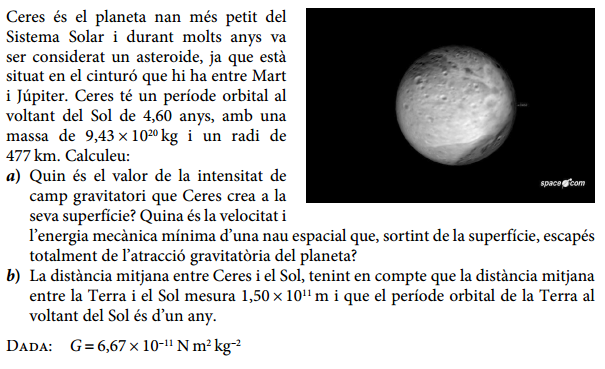 Ceres és el planeta nan més petit del
Sistema Solar i durant molts anys va
ser considerat un asteroide, ja que està
situat en el cinturó que hi ha entre Mart
i Júpiter. Ceres té un període orbital al
voltant del Sol de 4,60 anys, amb una
massa de 9,43 × 10²⁰ kg i un radi de
477 km. Calculeu:
a) Quin és el valor de la intensitat de
camp gravitatori que Ceres crea a la
seva superfície? Quina és la velocitat i
l’energia mecànica mínima d’una nau espacial que, sortint de la superfície, escapés
totalment de l’atracció gravitatòria del planeta?
b) La distància mitjana entre Ceres i el Sol, tenint en compte que la distància mitjana
entre la Terra i el Sol mesura 1,50 × 10¹¹ m i que el període orbital de la Terra al
voltant del Sol és d’un any.
DADA: G = 6,67 × 10⁻¹¹ N m² kg⁻²
space.com